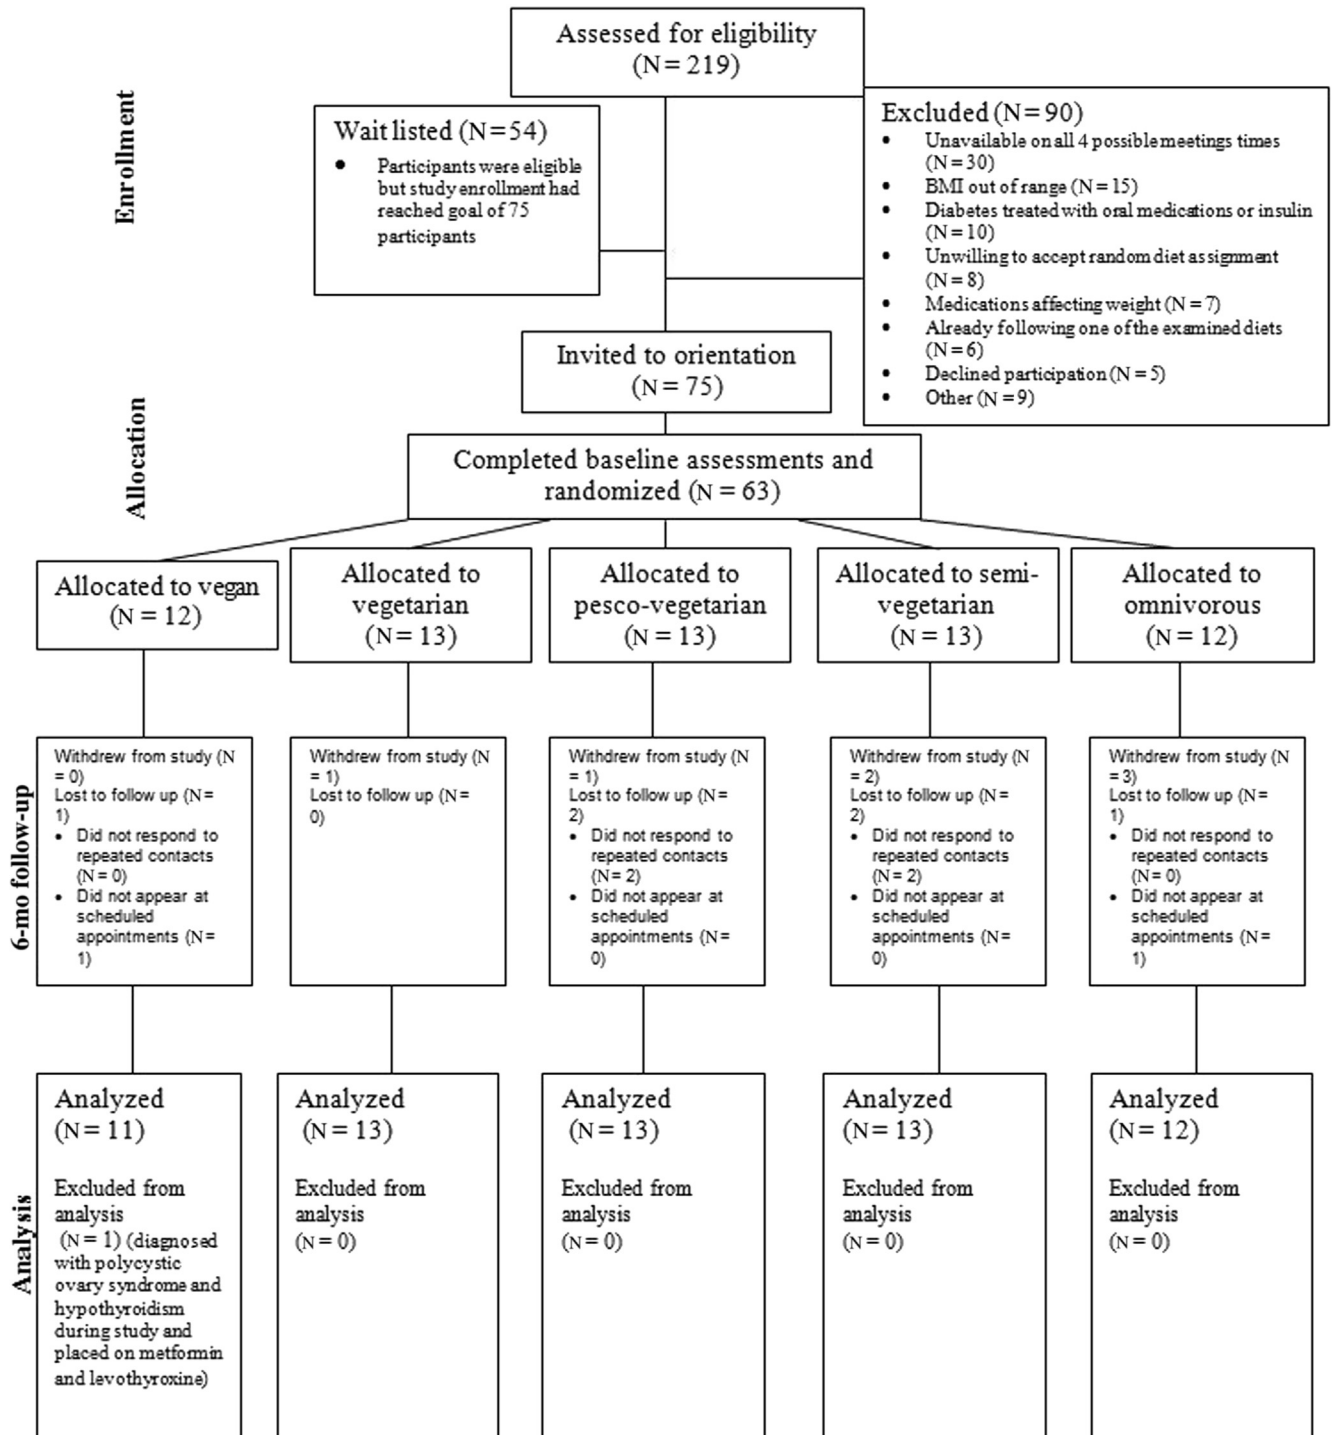 Assessed for eligibility
(N = 219)
Enrollment
Wait listed (N = 54)
• Participants were eligible
but study enrollment had
reached goal of 75
participants
Excluded (N = 90)
• Unavailable on all 4 possible meetings times
(N = 30)
• BMI out of range (N = 15)
• Diabetes treated with oral medications or insulin
(N = 10)
• Unwilling to accept random diet assignment
(N = 8)
• Medications affecting weight (N = 7)
• Already following one of the examined diets
(N = 6)
• Declined participation (N = 5)
• Other (N = 9)
Invited to orientation
(N = 75)
Allocation
Completed baseline assessments and
randomized (N = 63)
Allocated to vegan
(N = 12)
Allocated to
vegetarian
(N = 13)
Allocated to
pesco-vegetarian
(N = 13)
Allocated to semi-
vegetarian
(N = 13)
Allocated to
omnivorous
(N = 12)
6-mo follow-up
Withdrew from study (N
= 0)
Lost to follow up (N =
1)
• Did not respond to
repeated contacts
(N = 0)
• Did not appear at
scheduled
appointments (N =
1)
Withdrew from study (N
= 1)
Lost to follow up (N =
0)
Withdrew from study (N
= 1)
Lost to follow up (N =
2)
• Did not respond to
repeated contacts
(N = 2)
• Did not appear at
scheduled
appointments (N =
0)
Withdrew from study (N
= 2)
Lost to follow up (N =
2)
• Did not respond to
repeated contacts
(N = 2)
• Did not appear at
scheduled
appointments (N =
0)
Withdrew from study (N
= 3)
Lost to follow up (N =
1)
• Did not respond to
repeated contacts
(N = 0)
• Did not appear at
scheduled
appointments (N =
1)
Analysis
Analyzed
(N = 11)
Excluded from
analysis
(N = 1) (diagnosed
with polycystic
ovary syndrome and
hypothyroidism
during study and
placed on metformin
and levothyroxine)
Analyzed
(N = 13)
Excluded from
analysis
(N = 0)
Analyzed
(N = 13)
Excluded from
analysis
(N = 0)
Analyzed
(N = 13)
Excluded from
analysis
(N = 0)
Analyzed
(N = 12)
Excluded from
analysis
(N = 0)